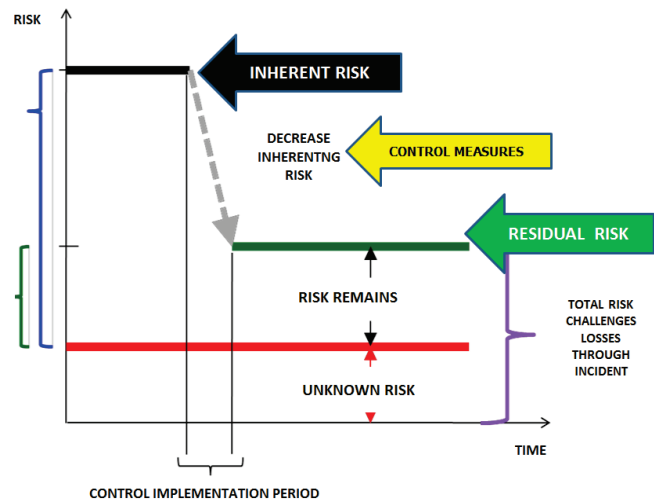 RISK
INHERENT RISK
DECREASE
INHERENTNG
RISK
CONTROL MEASURES
RESIDUAL RISK
RISK REMAINS
TOTAL RISK
CHALLENGES
LOSSES
THROUGH
INCIDENT
UNKNOWN RISK
TIME
CONTROL IMPLEMENTATION PERIOD